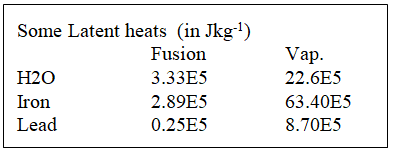 Some Latent heats (in Jkg-1)
Fusion Vap.
H2O 3.33E5 22.6E5
Iron 2.89E5 63.40E5
Lead 0.25E5 8.70E5